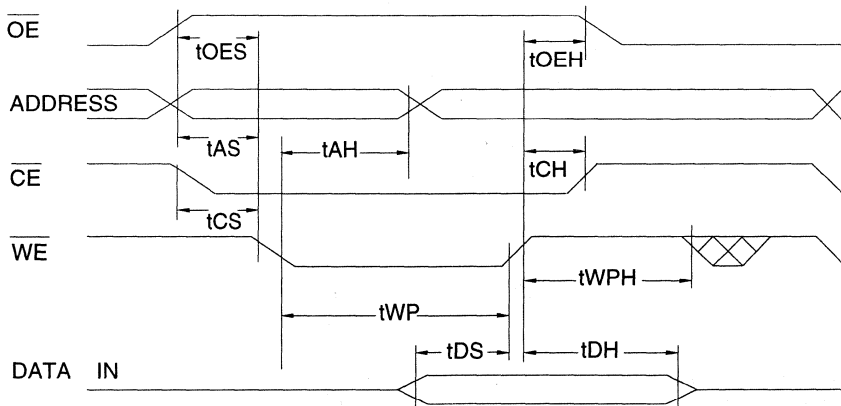 OE
tOES
tOEH
ADDRESS
tAS
tAH
tCH
CE
tCS
WE
tWPH
tWP
tDS
tDH
DATA IN